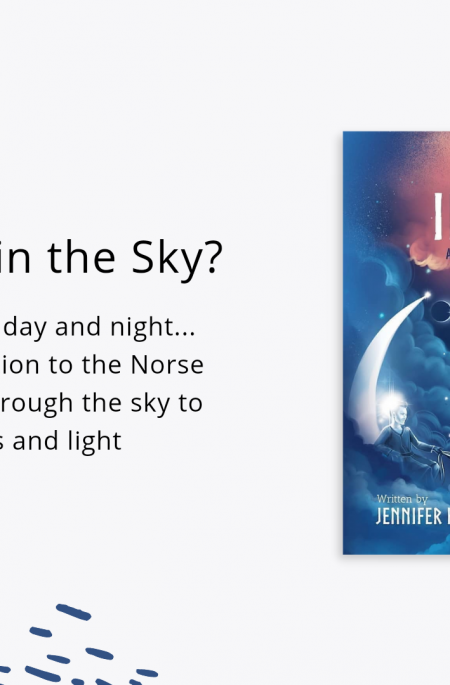 in the Sky?
day and night...
ion to the Norse
rough the sky to
s and light
Written by
JENNIFER